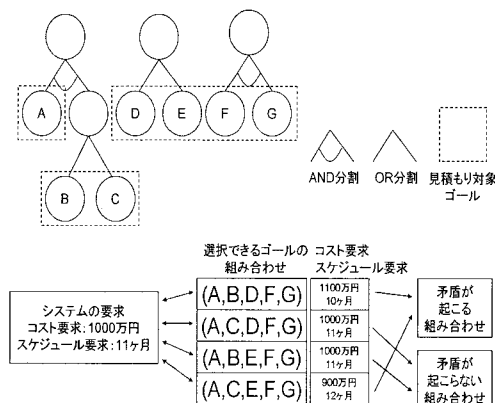 A
D
E
F
G
B
C
AND分割
OR分割
見積もり対象
ゴール
選択できるゴールの
組み合わせ
コスト要求
スケジュール要求
システムの要求
コスト要求:1000万円
スケジュール要求:11ヶ月
(A,B,D,F,G)
1100万円
10ヶ月
(A,C,D,F,G)
1000万円
11ヶ月
(A,B,E,F,G)
1000万円
11ヶ月
(A,C,E,F,G)
900万円
12ヶ月
矛盾が
起こる
組み合わせ
矛盾が
起こらない
組み合わせ